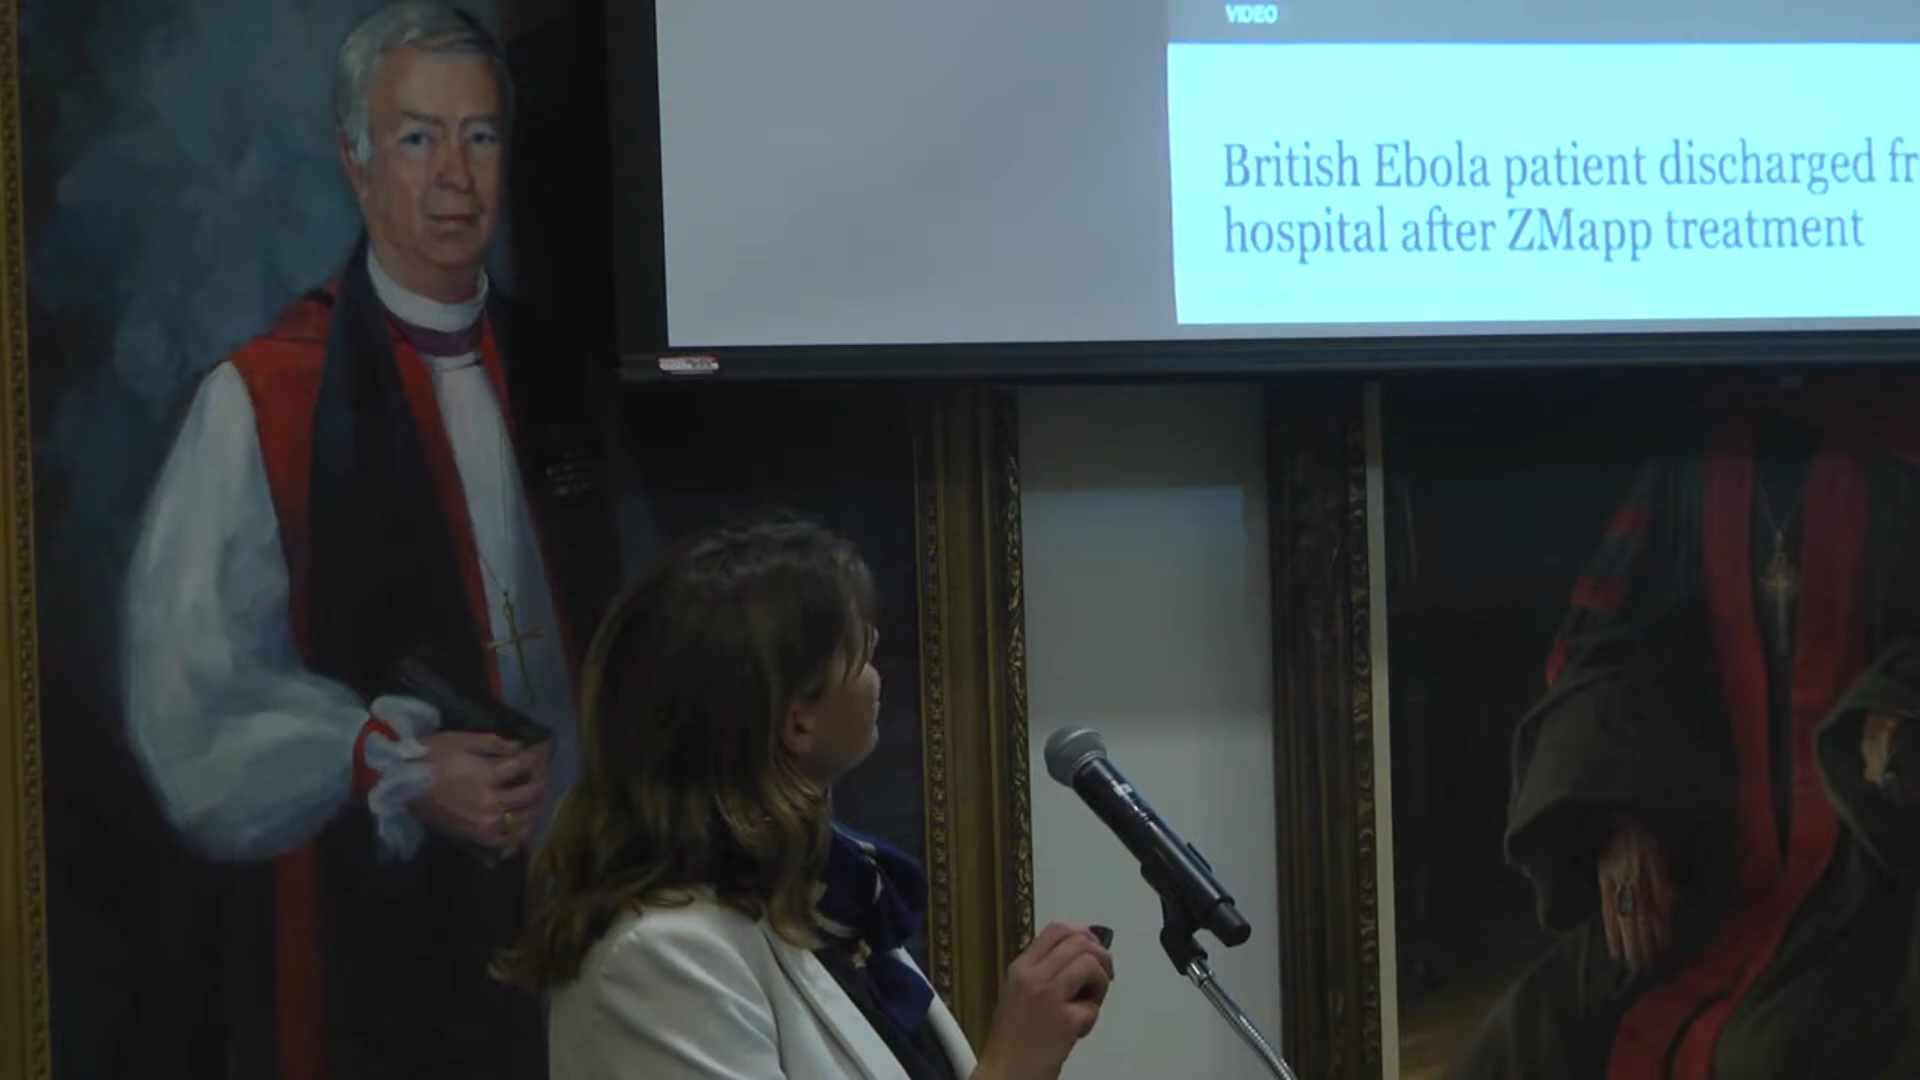 VIDEO
British Ebola patient discharged fr
hospital after ZMapp treatment